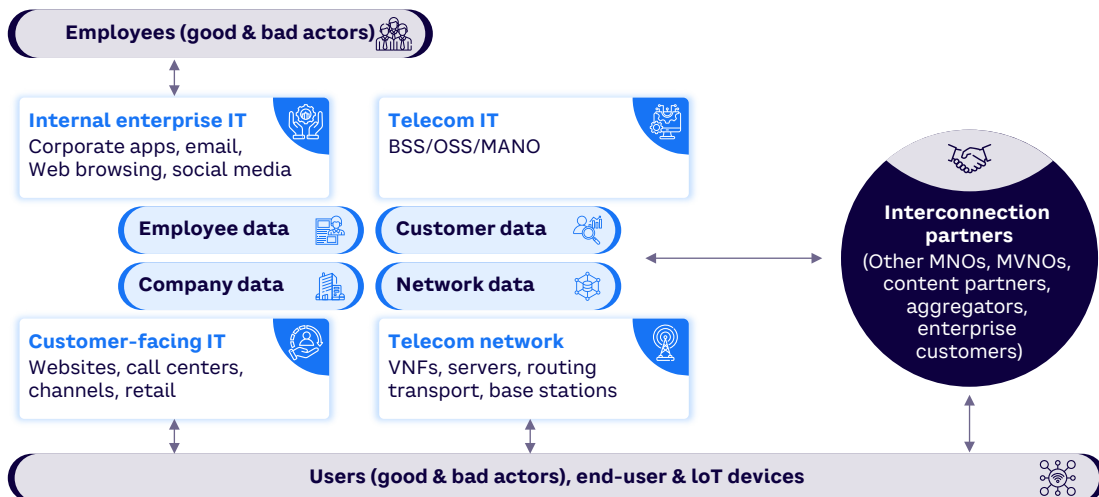 Employees (good & bad actors)
Internal enterprise IT
Corporate apps, email,
Web browsing, social media
Telecom IT
BSS/OSS/MANO
Employee data
Customer data
Company data
Network data
Customer-facing IT
Websites, call centers,
channels, retail
Telecom network
VNFs, servers, routing
transport, base stations
Interconnection
partners
(Other MNOs, MVNOs,
content partners,
aggregators,
enterprise
customers)
Users (good & bad actors), end-user & loT devices